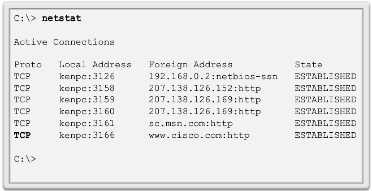 C:\> netstat
Active Connections
Proto Local Address Foreign Address State
TCP kenpc:3126 192.168.0.2:netbios-ssn ESTABLISHED
TCP kenpc:3158 207.138.126.152:http ESTABLISHED
TCP kenpc:3159 207.138.126.169:http ESTABLISHED
TCP kenpc:3160 207.138.126.169:http ESTABLISHED
TCP kenpc:3161 sc.msn.com:http ESTABLISHED
TCP kenpc:3166 www.cisco.com:http ESTABLISHED
C:\>